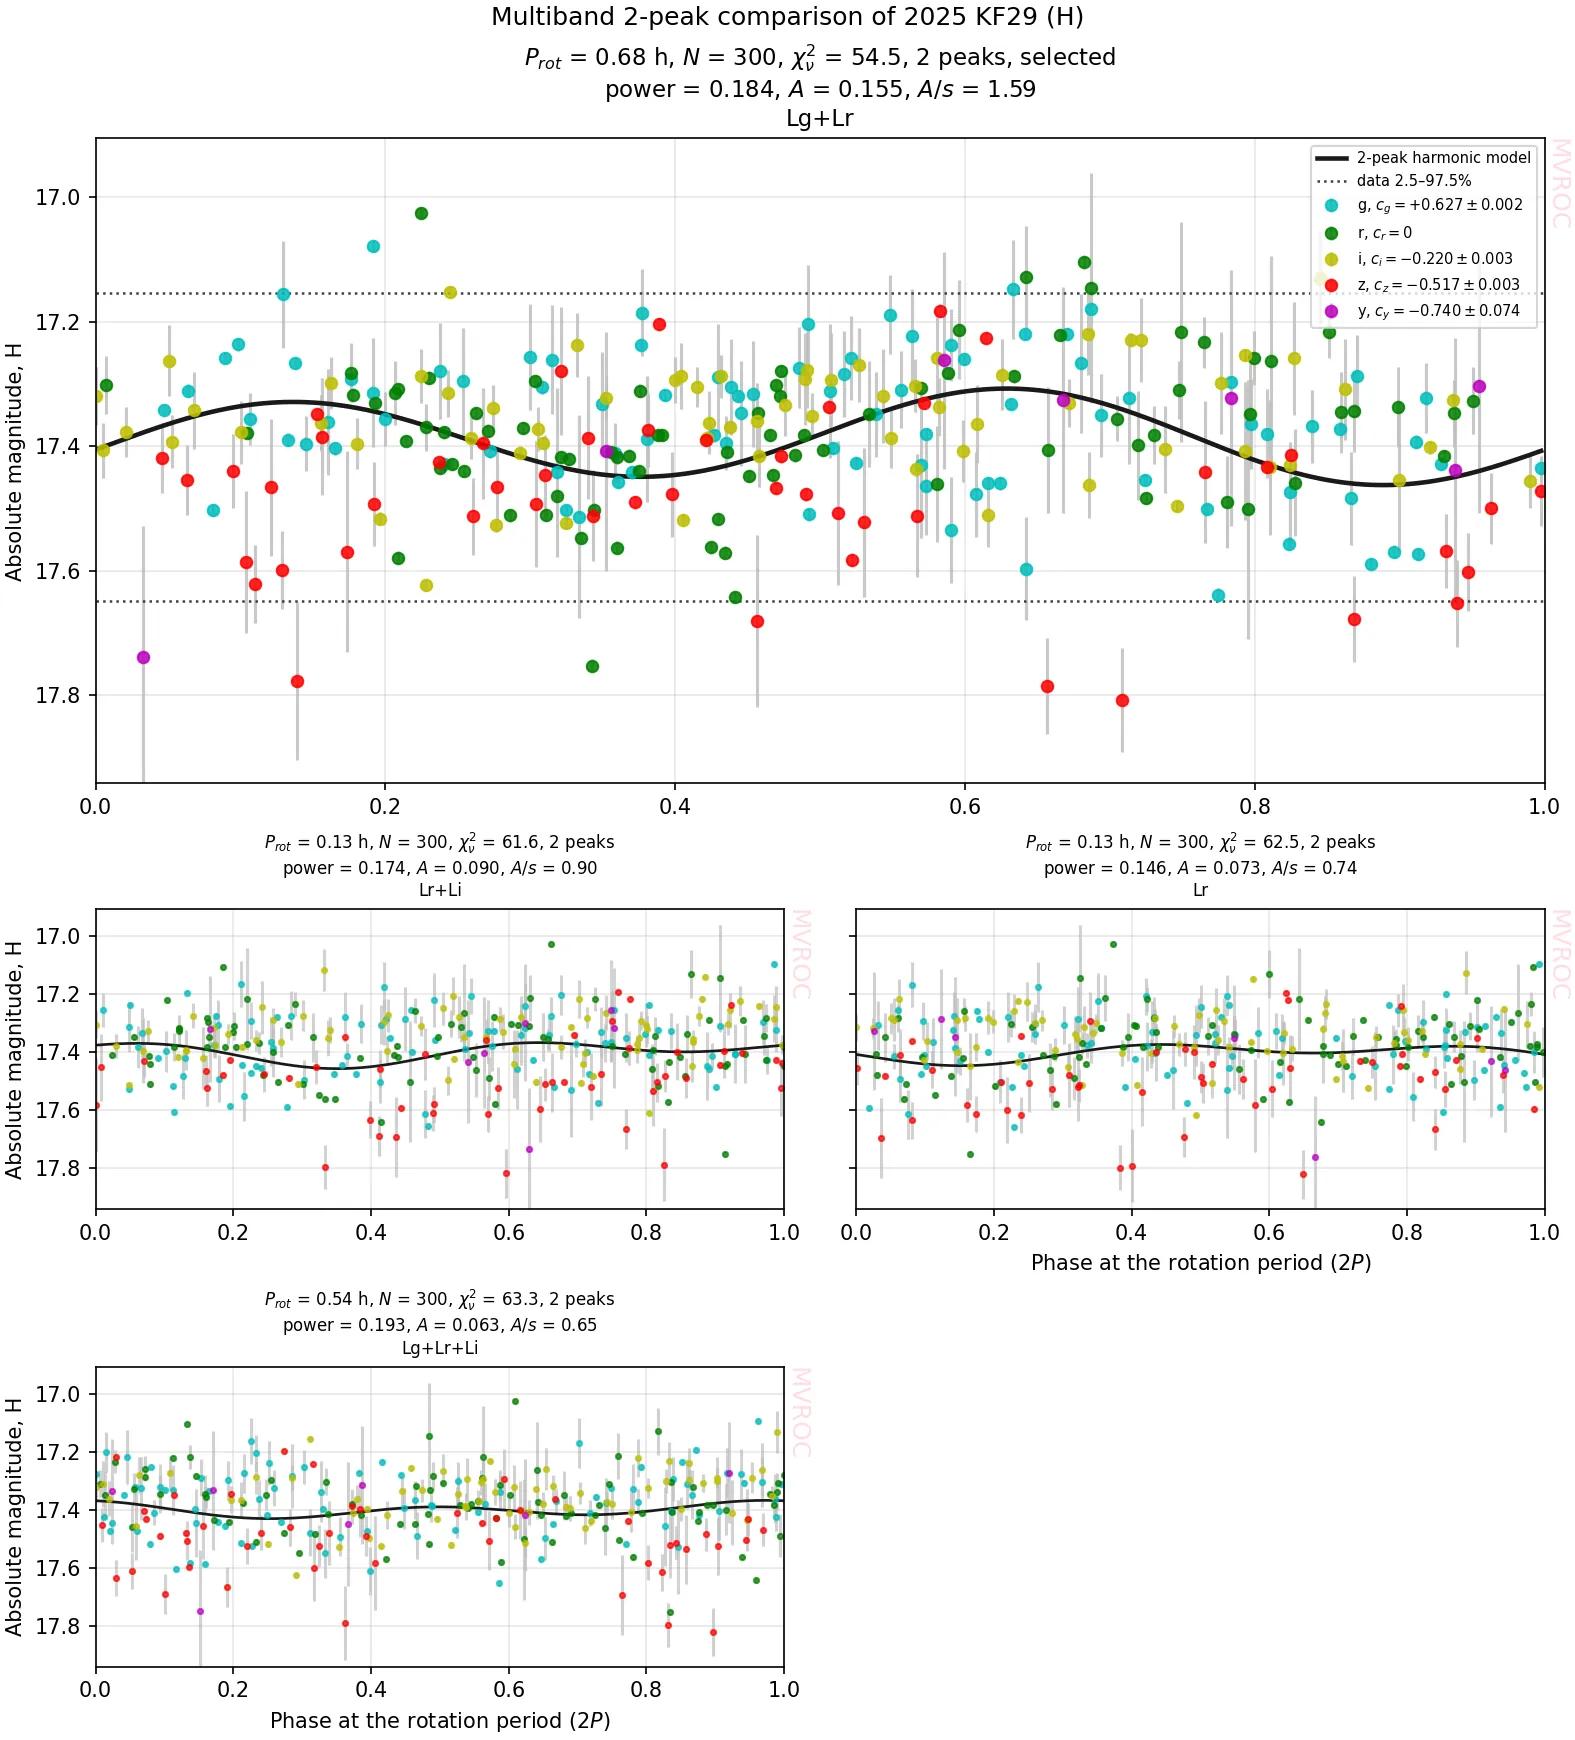 Multiband 2-peak comparison of 2025 KF29 (H)
P_rot = 0.68 h, N = 300, χ²_ν = 54.5, 2 peaks, selected
power = 0.184, A = 0.155, A/s = 1.59
Lg+Lr
2-peak harmonic model
data 2.5–97.5%
g, c_g = +0.627 ± 0.002
r, c_r = 0
i, c_i = −0.220 ± 0.003
z, c_z = −0.517 ± 0.003
y, c_y = −0.740 ± 0.074
MVROC
Absolute magnitude, H
17.0
17.2
17.4
17.6
17.8
0.0 0.2 0.4 0.6 0.8 1.0
P_rot = 0.13 h, N = 300, χ²_ν = 61.6, 2 peaks
power = 0.174, A = 0.090, A/s = 0.90
Lr+Li
MVROC
Absolute magnitude, H
17.0
17.2
17.4
17.6
17.8
0.0 0.2 0.4 0.6 0.8 1.0
P_rot = 0.13 h, N = 300, χ²_ν = 62.5, 2 peaks
power = 0.146, A = 0.073, A/s = 0.74
Lr
MVROC
0.0 0.2 0.4 0.6 0.8 1.0
Phase at the rotation period (2P)
P_rot = 0.54 h, N = 300, χ²_ν = 63.3, 2 peaks
power = 0.193, A = 0.063, A/s = 0.65
Lg+Lr+Li
MVROC
Absolute magnitude, H
17.0
17.2
17.4
17.6
17.8
0.0 0.2 0.4 0.6 0.8 1.0
Phase at the rotation period (2P)